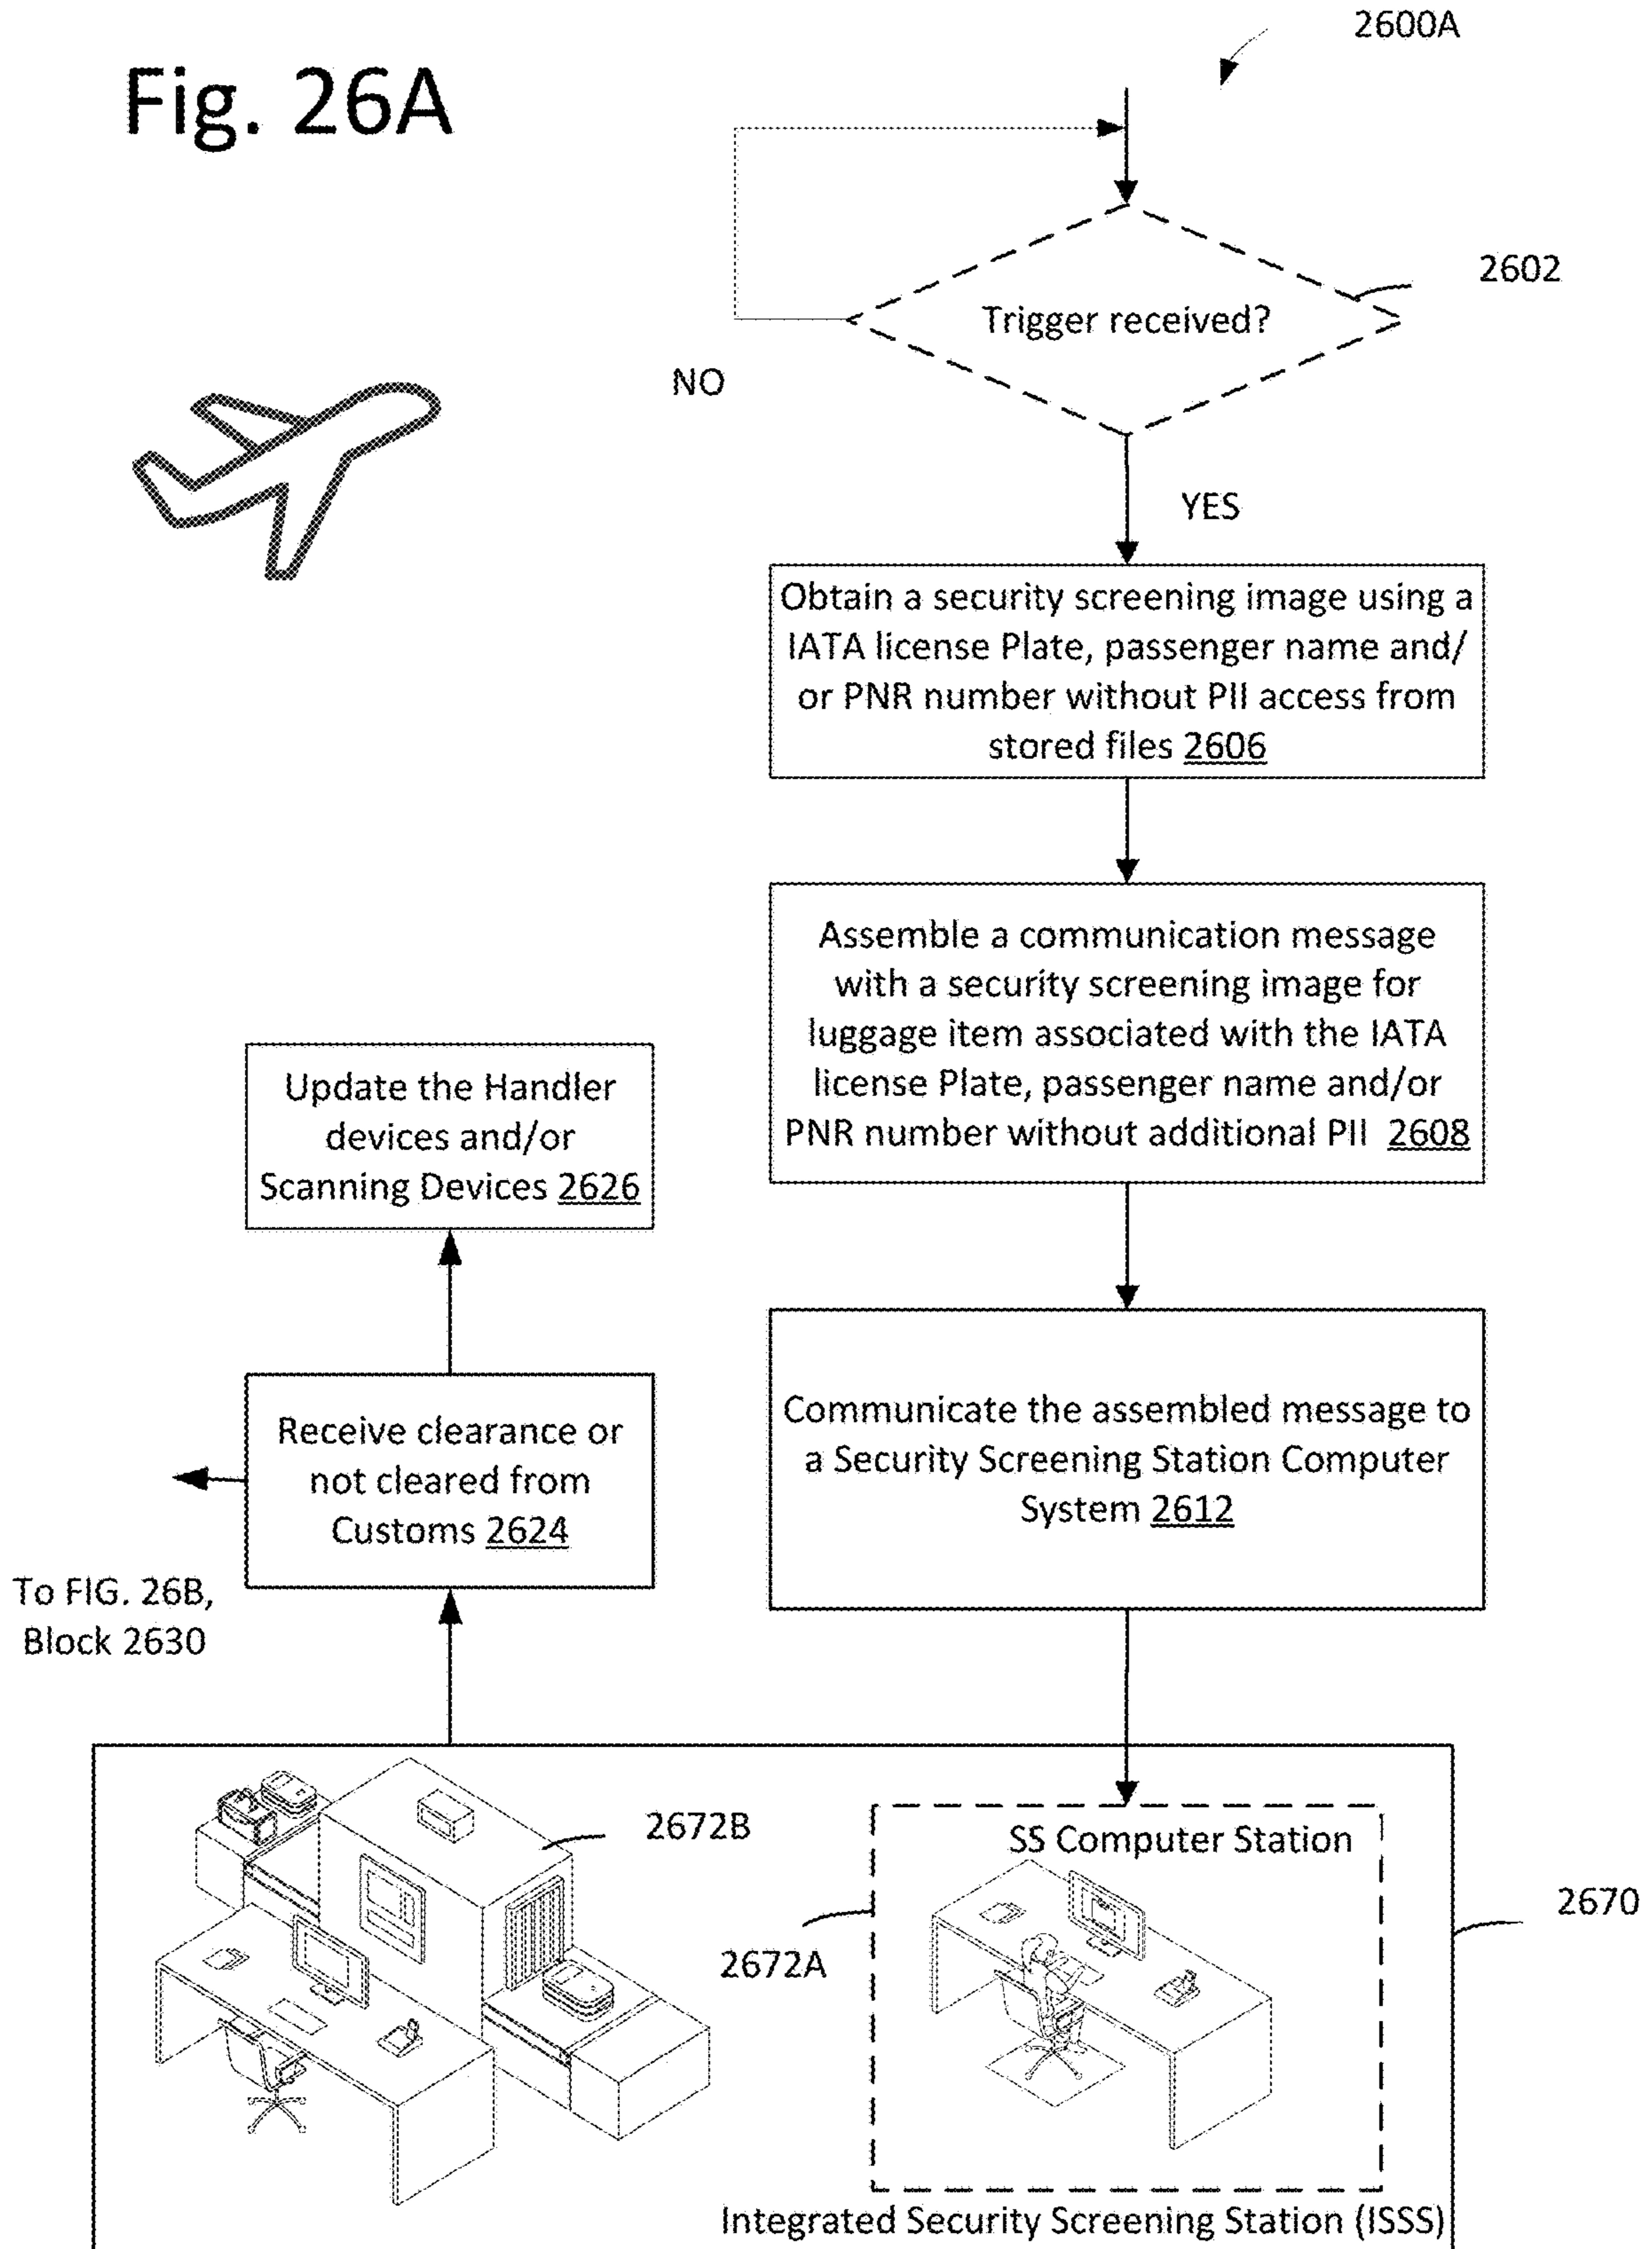 2600A
Fig. 26A
2602
Trigger received?
NO
YES
Obtain a security screening image using a
IATA license Plate, passenger name and/
or PNR number without PII access from
stored files 2606
Assemble a communication message
with a security screening image for
luggage item associated with the IATA
license Plate, passenger name and/or
PNR number without additional PII 2608
Update the Handler
devices and/or
Scanning Devices 2626
Communicate the assembled message to
a Security Screening Station Computer
System 2612
Receive clearance or
not cleared from
Customs 2624
To FIG. 26B,
Block 2630
2672B
SS Computer Station
2670
2672A
Integrated Security Screening Station (ISSS)